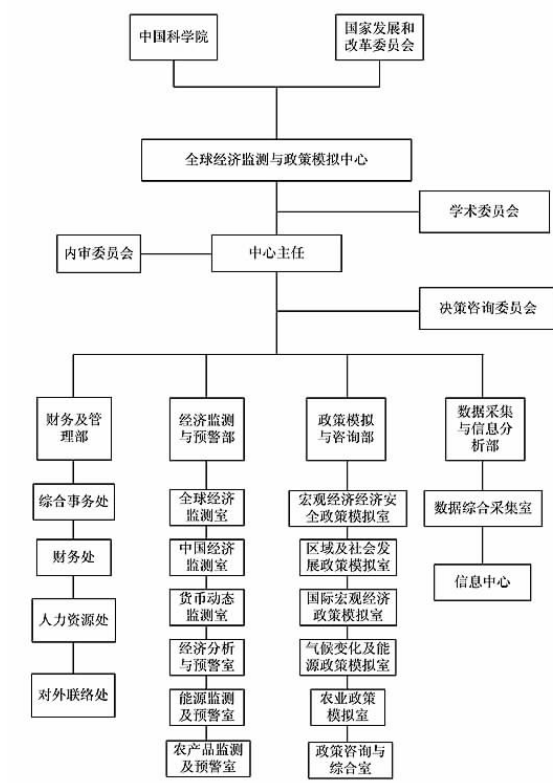 中国科学院
国家发展和
改革委员会
全球经济监测与政策模拟中心
学术委员会
内审委员会
中心主任
决策咨询委员会
财务及管
理部
综合事务处
财务处
人力资源处
对外联络处
经济监测
与预警部
全球经济
监测室
中国经济
监测室
货币动态
监测室
经济分析
与预警室
能源监测
及预警室
农产品监测
及预警室
政策模拟
与咨询部
宏观经济经济安
全政策模拟室
区域及社会发
展政策模拟室
国际宏观经济
政策模拟室
气候变化及能
源政策模拟室
农业政策
模拟室
政策咨询与
综合室
数据采集
与信息分
析部
数据综合采集室
信息中心